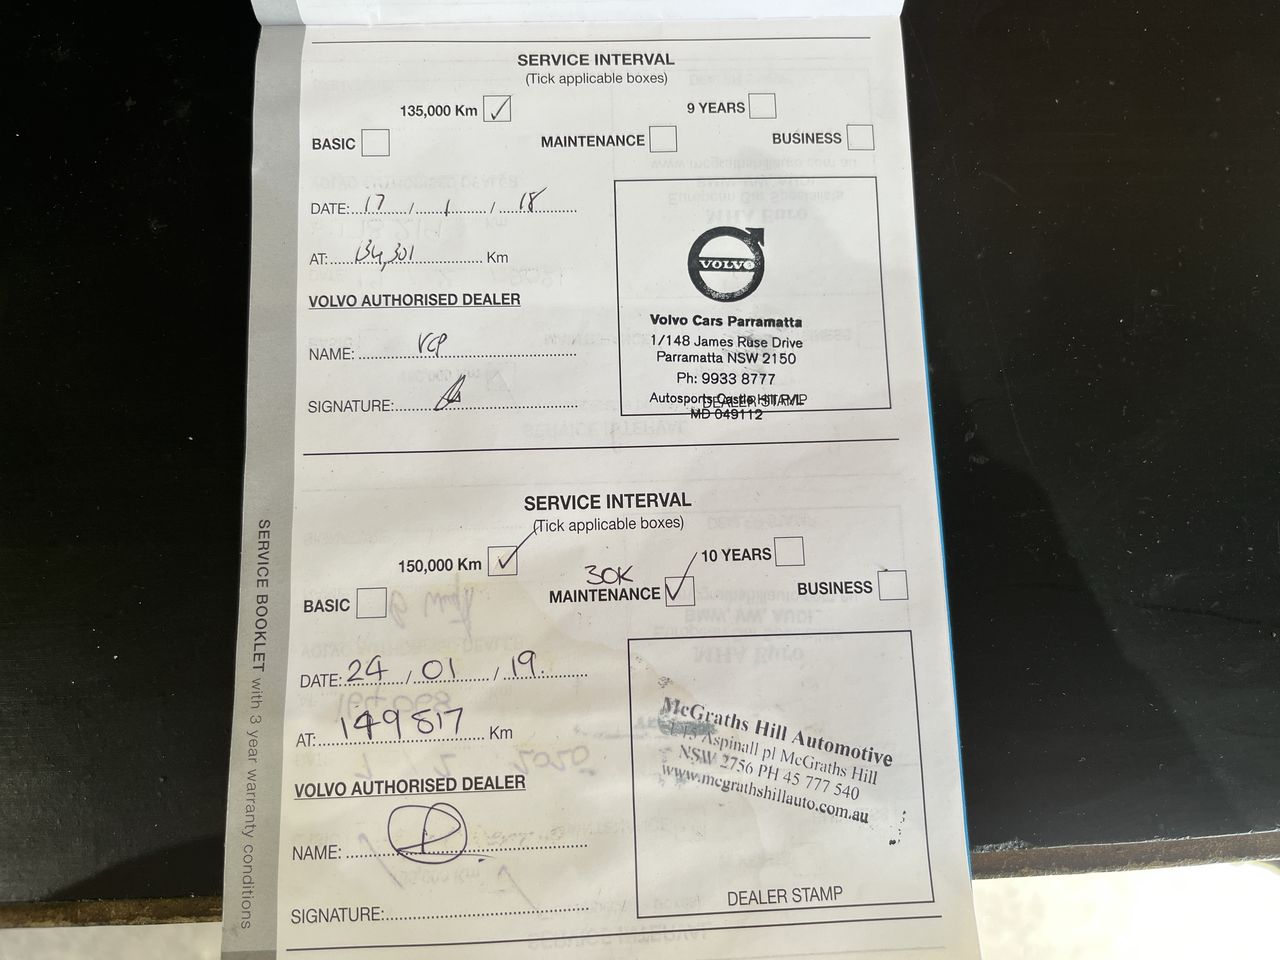 SERVICE INTERVAL
(Tick applicable boxes)
135,000 Km 9 YEARS
BASIC MAINTENANCE BUSINESS
DATE: 17 / 1 / 18
AT: 134,301 Km
VOLVO AUTHORISED DEALER
NAME: VCP
SIGNATURE:
VOLVO
Volvo Cars Parramatta
1/148 James Ruse Drive
Parramatta NSW 2150
Ph: 9933 8777
Autosports Castle Hill P/L
DEALER STAMP
MD 049112
SERVICE INTERVAL
(Tick applicable boxes)
150,000 Km 10 YEARS
30K
BASIC MAINTENANCE BUSINESS
DATE: 24 / 01 / 19.
AT: 149817 Km
VOLVO AUTHORISED DEALER
NAME:
SIGNATURE:
McGraths Hill Automotive
Aspinall pl McGraths Hill
NSW 2756 PH 45 777 540
www.mcgrathshillauto.com.au
DEALER STAMP
SERVICE BOOKLET with 3 year warranty conditions